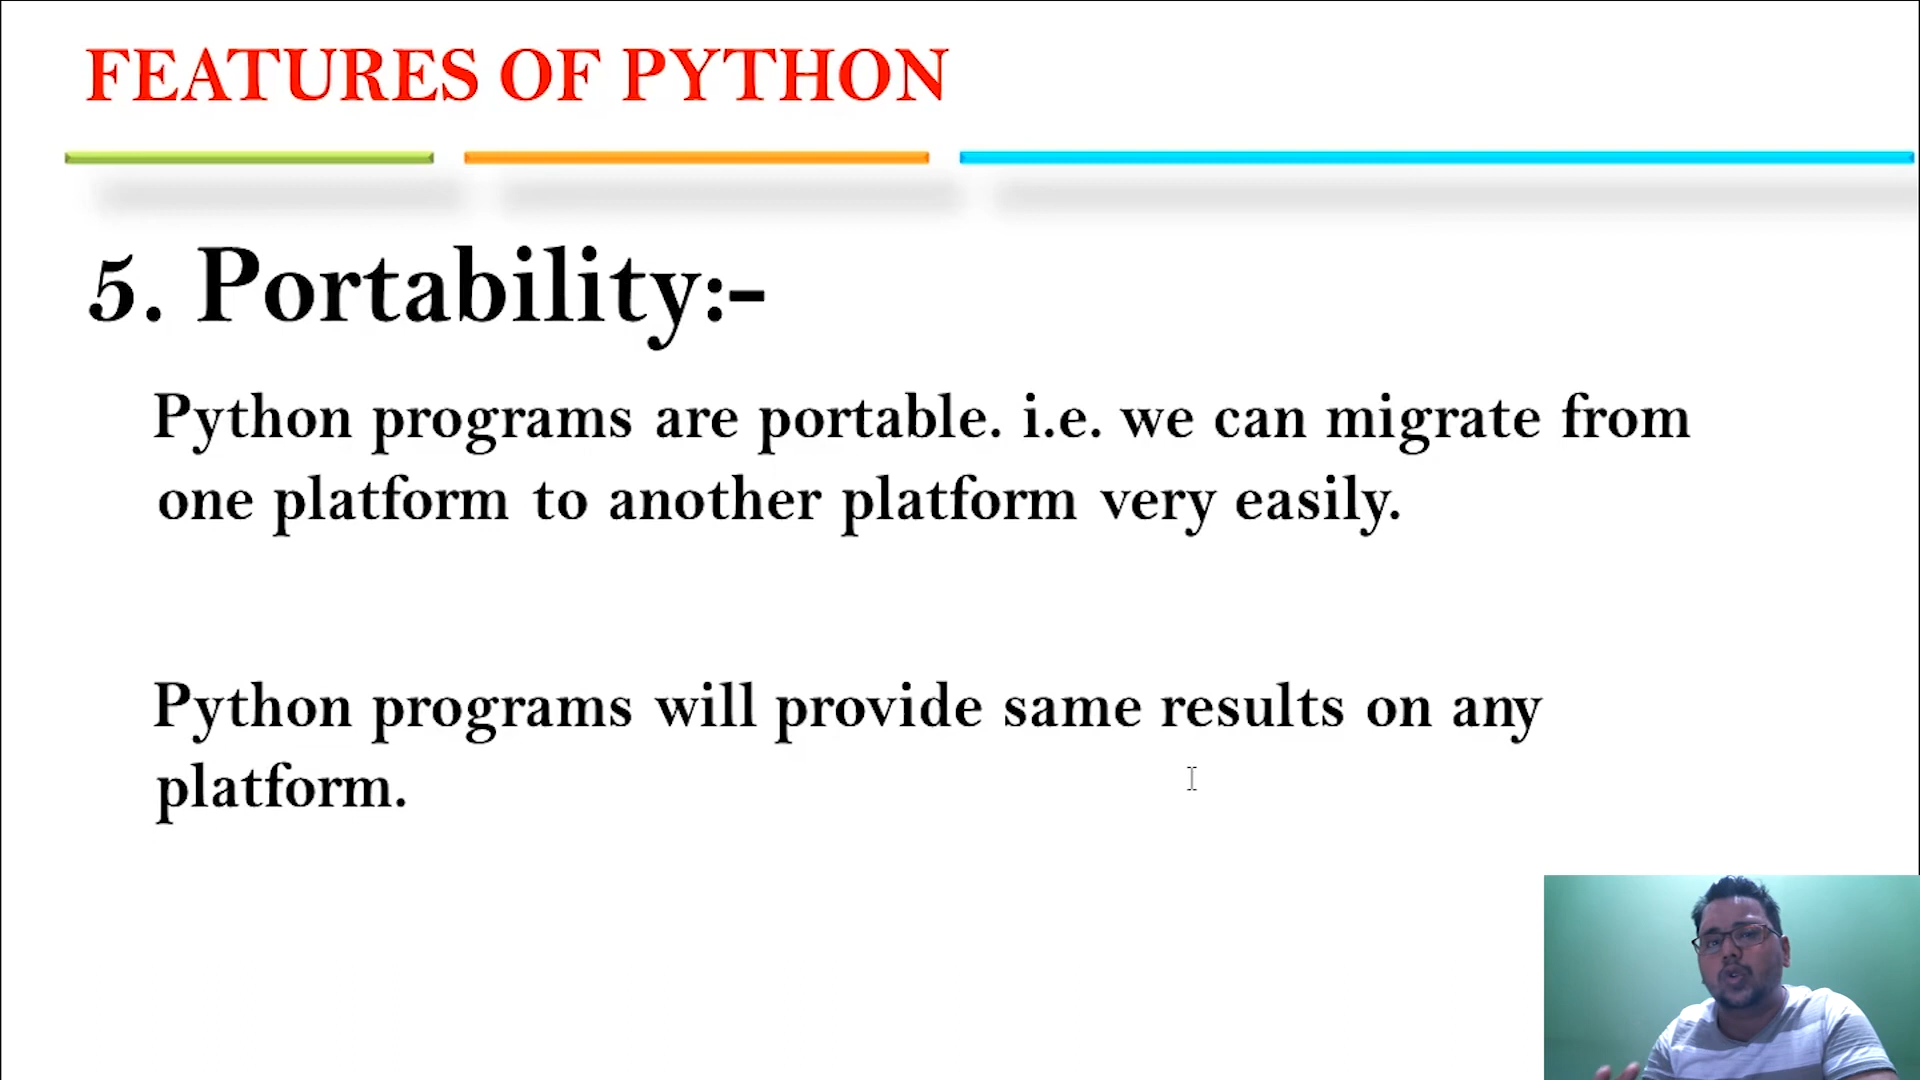 FEATURES OF PYTHON
5. Portability:-
Python programs are portable. i.e. we can migrate from
one platform to another platform very easily.
Python programs will provide same results on any
platform.